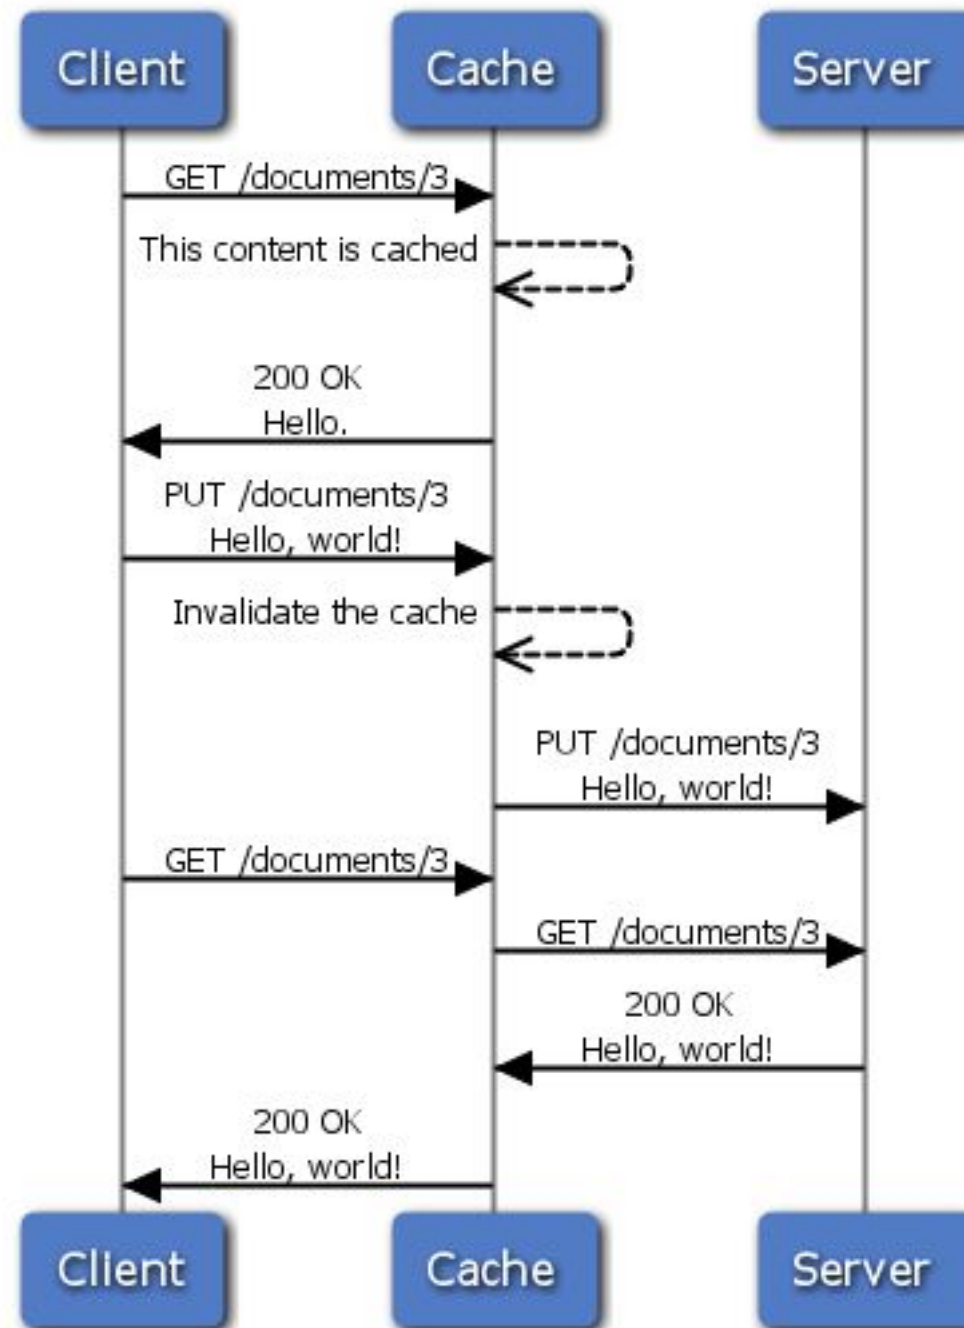 Client
Cache
Server
GET /documents/3
This content is cached
200 OK
Hello.
PUT /documents/3
Hello, world!
Invalidate the cache
PUT /documents/3
Hello, world!
GET /documents/3
GET /documents/3
200 OK
Hello, world!
200 OK
Hello, world!
Client
Cache
Server